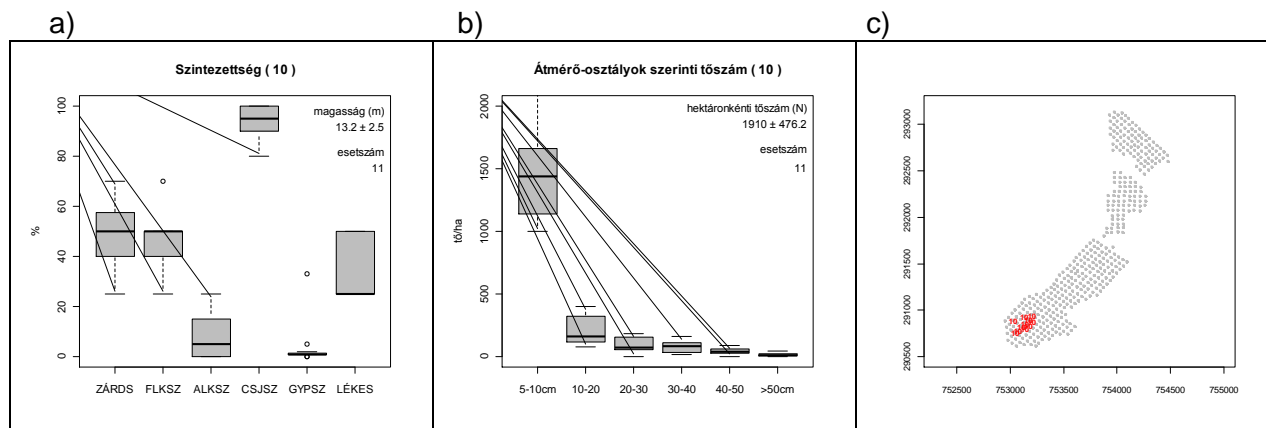 a)
b)
c)
Szintezettség ( 10 )
magasság (m)
13.2 ± 2.5
esetszám
11
%
100
80
60
40
20
0
ZÁRDS FLKSZ ALKSZ CSJSZ GYPSZ LÉKES
Átmérő-osztályok szerinti tőszám ( 10 )
hektáronkénti tőszám (N)
1910 ± 476.2
esetszám
11
tő/ha
2000
1500
1000
500
0
5-10cm 10-20 20-30 30-40 40-50 >50cm
293000
292500
292000
291500
291000
290500
10
752500 753000 753500 754000 754500 755000